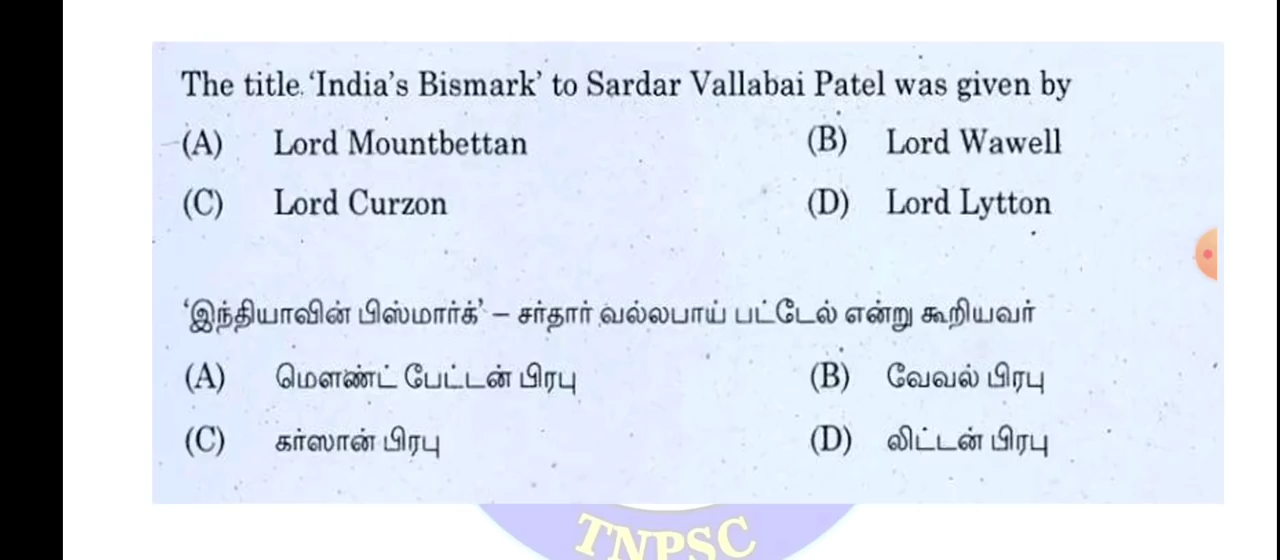 The title 'India's Bismark' to Sardar Vallabai Patel was given by
(A) Lord Mountbettan (B) Lord Wawell
(C) Lord Curzon (D) Lord Lytton
'இந்தியாவின் பிஸ்மார்க்' – சர்தார் வல்லபாய் பட்டேல் என்று கூறியவர்
(A) மௌண்ட் பேட்டன் பிரபு (B) வேவல் பிரபு
(C) கர்ஸான் பிரபு (D) லிட்டன் பிரபு
TNPSC